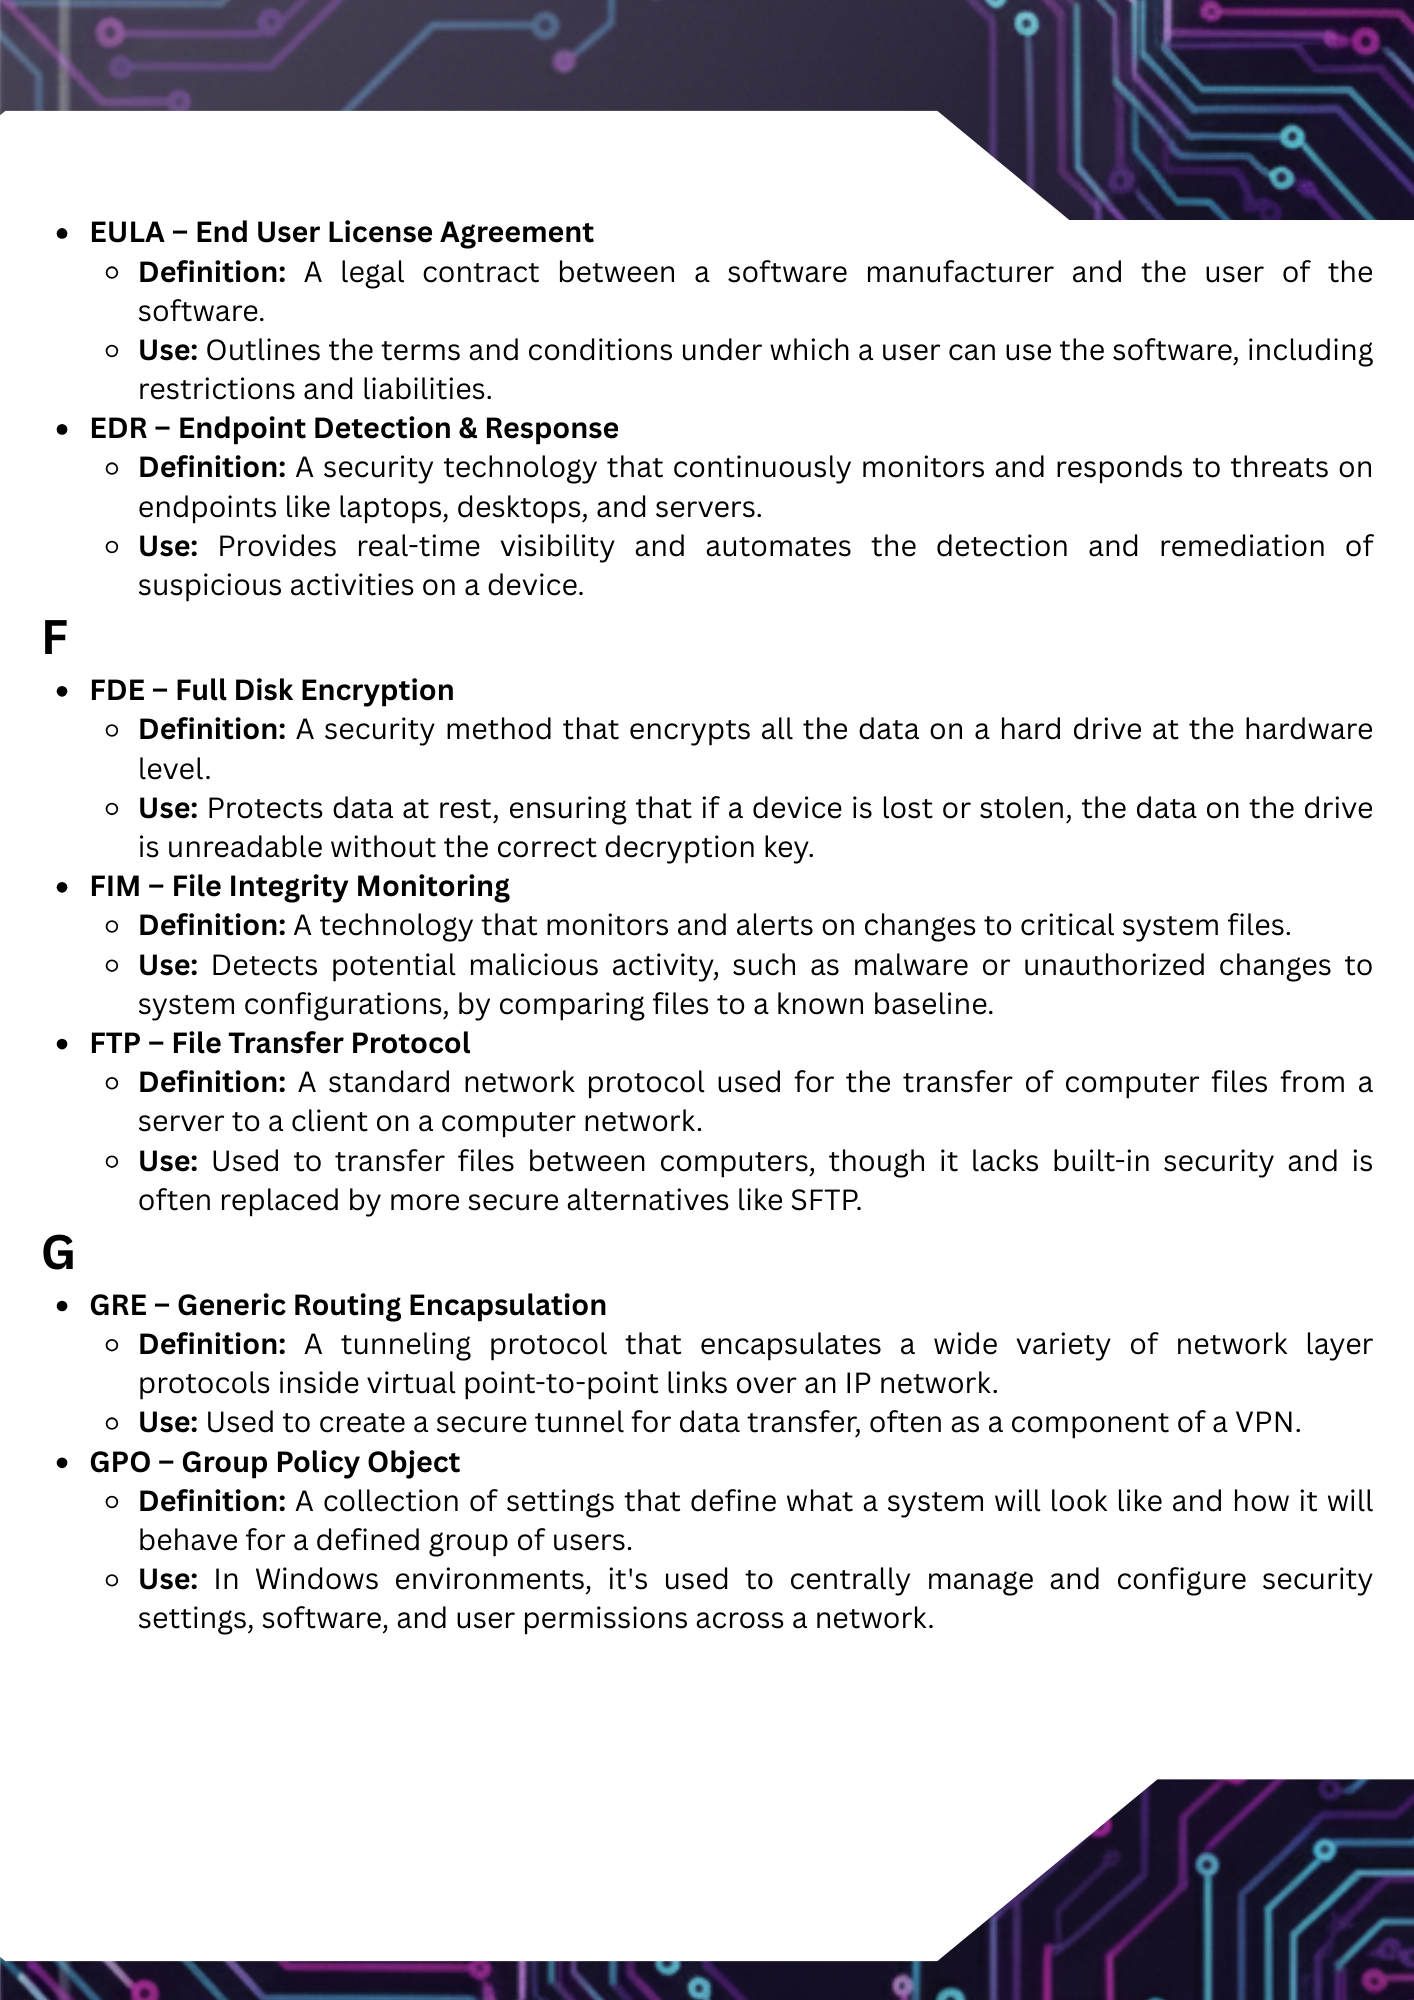 • EULA – End User License Agreement
◦ Definition: A legal contract between a software manufacturer and the user of the
software.
◦ Use: Outlines the terms and conditions under which a user can use the software, including
restrictions and liabilities.
• EDR – Endpoint Detection & Response
◦ Definition: A security technology that continuously monitors and responds to threats on
endpoints like laptops, desktops, and servers.
◦ Use: Provides real-time visibility and automates the detection and remediation of
suspicious activities on a device.
F
• FDE – Full Disk Encryption
◦ Definition: A security method that encrypts all the data on a hard drive at the hardware
level.
◦ Use: Protects data at rest, ensuring that if a device is lost or stolen, the data on the drive
is unreadable without the correct decryption key.
• FIM – File Integrity Monitoring
◦ Definition: A technology that monitors and alerts on changes to critical system files.
◦ Use: Detects potential malicious activity, such as malware or unauthorized changes to
system configurations, by comparing files to a known baseline.
• FTP – File Transfer Protocol
◦ Definition: A standard network protocol used for the transfer of computer files from a
server to a client on a computer network.
◦ Use: Used to transfer files between computers, though it lacks built-in security and is
often replaced by more secure alternatives like SFTP.
G
• GRE – Generic Routing Encapsulation
◦ Definition: A tunneling protocol that encapsulates a wide variety of network layer
protocols inside virtual point-to-point links over an IP network.
◦ Use: Used to create a secure tunnel for data transfer, often as a component of a VPN.
• GPO – Group Policy Object
◦ Definition: A collection of settings that define what a system will look like and how it will
behave for a defined group of users.
◦ Use: In Windows environments, it's used to centrally manage and configure security
settings, software, and user permissions across a network.